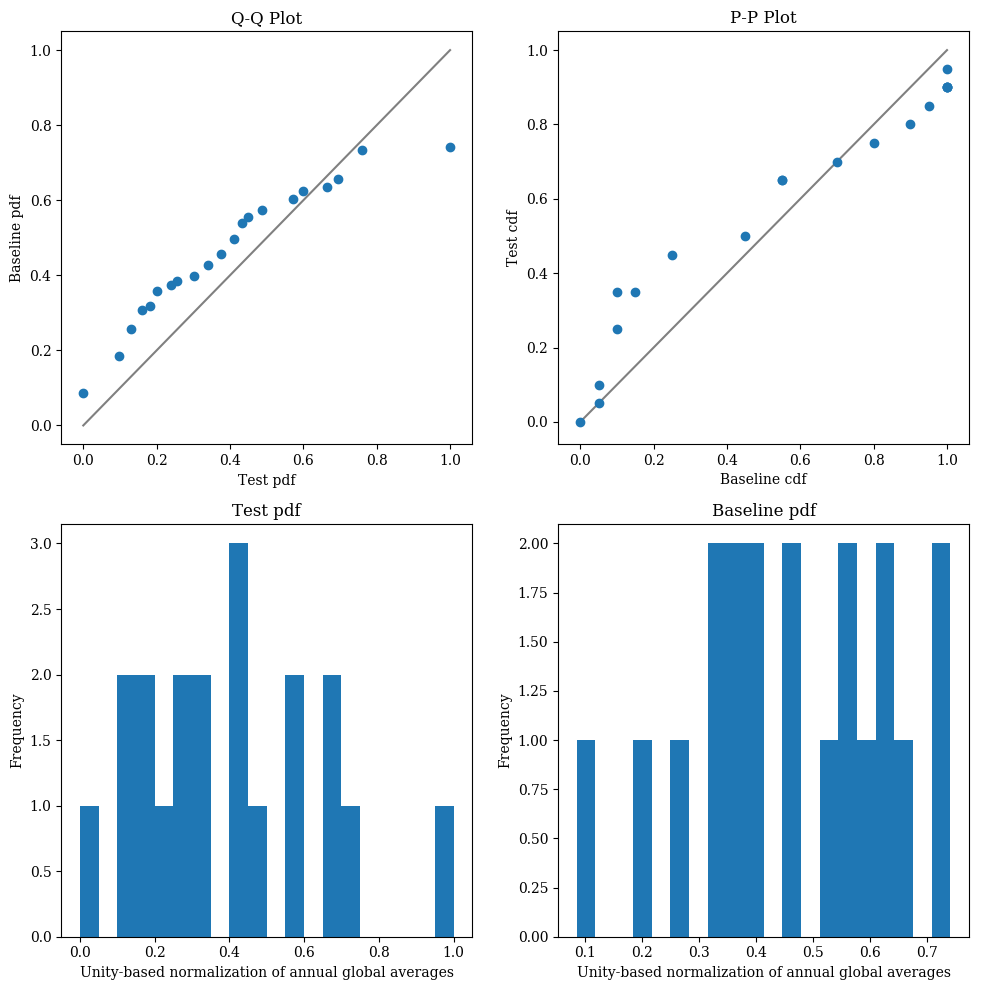 Q-Q Plot
1.0
0.8
0.6
0.4
0.2
0.0
Baseline pdf
0.0 0.2 0.4 0.6 0.8 1.0
Test pdf
P-P Plot
1.0
0.8
0.6
0.4
0.2
0.0
Test cdf
0.0 0.2 0.4 0.6 0.8 1.0
Baseline cdf
Test pdf
3.0
2.5
2.0
1.5
1.0
0.5
0.0
Frequency
0.0 0.2 0.4 0.6 0.8 1.0
Unity-based normalization of annual global averages
Baseline pdf
2.00
1.75
1.50
1.25
1.00
0.75
0.50
0.25
0.00
Frequency
0.1 0.2 0.3 0.4 0.5 0.6 0.7
Unity-based normalization of annual global averages